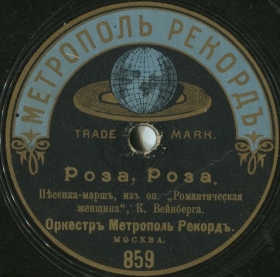 МЕТРОПОЛЬ РЕКОРДЪ
TRADE MARK.
Роза, Роза,
Пѣсенка-маршъ, изъ оп. „Романтическая
женщина“, К. Вейнберга.
Оркестръ Метрополь Рекордъ.
МОСКВА.
859